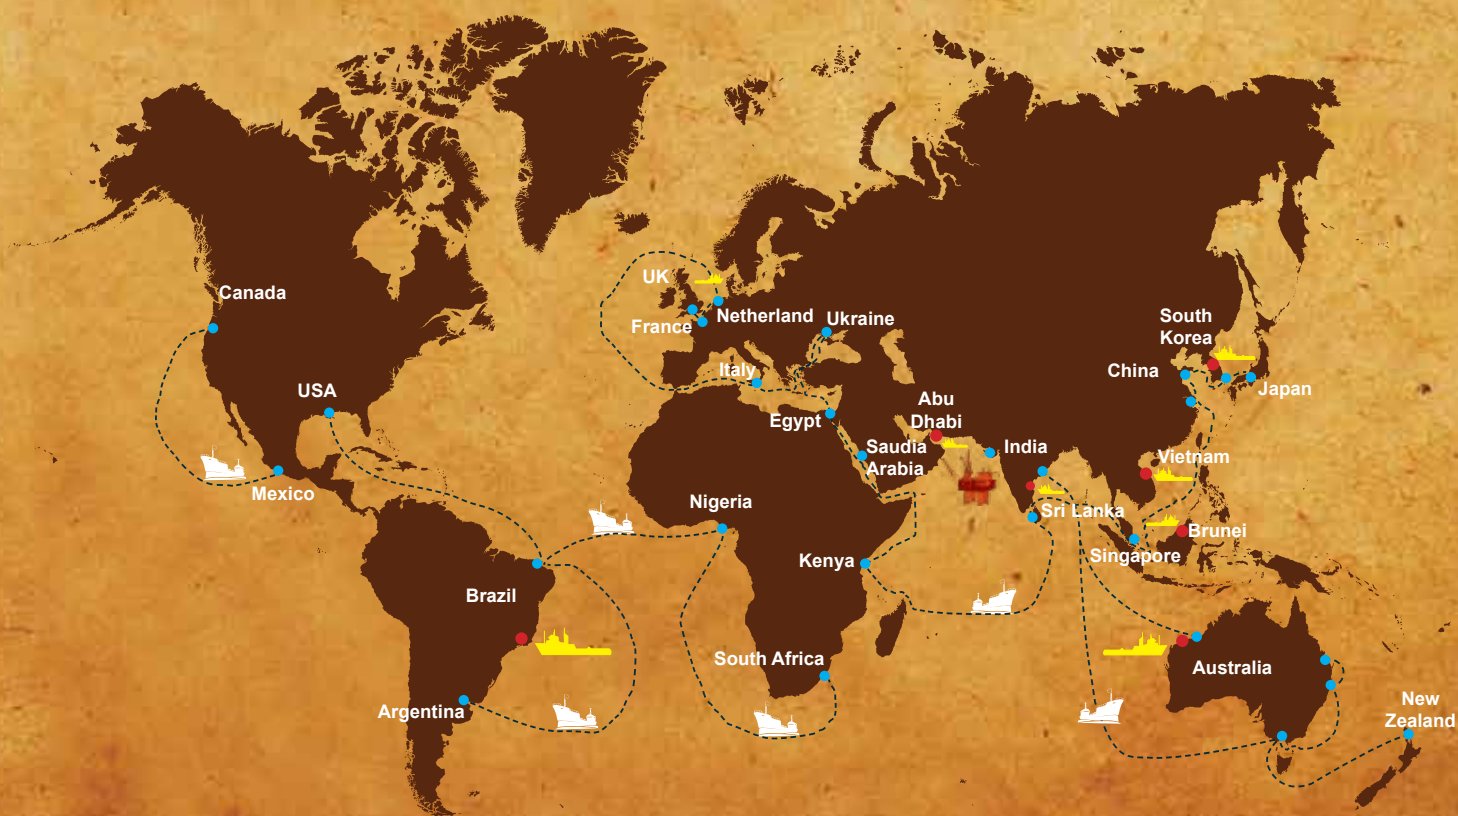 Canada
USA
Mexico
Brazil
Argentina
UK
France
Netherland
Ukraine
Italy
Egypt
Saudia
Arabia
Abu
Dhabi
Nigeria
Kenya
South Africa
India
Sri Lanka
China
South
Korea
Japan
Vietnam
Brunei
Singapore
Australia
New
Zealand